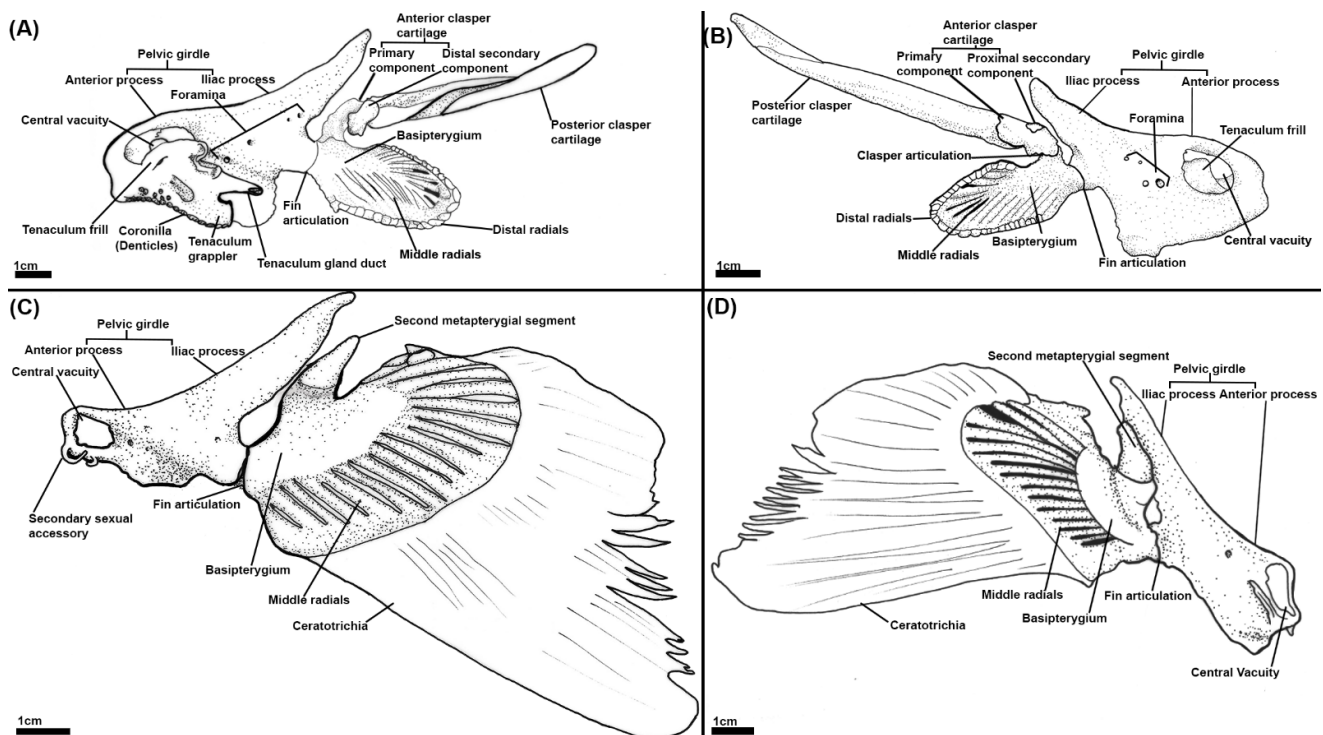 (A)
Pelvic girdle
Anterior process
Iliac process
Foramina
Central vacuity
Anterior clasper
cartilage
Primary
component
Distal secondary
component
Basipterygium
Posterior clasper
cartilage
Tenaculum frill
Coronilla
(Denticles)
Tenaculum
grappler
Tenaculum gland duct
Fin
articulation
Middle radials
Distal radials
1cm
(B)
Anterior clasper
cartilage
Primary
component
Proximal seccondary
component
Pelvic girdle
Iliac process
Anterior process
Foramina
Tenaculum
frill
Posterior clasper
cartilage
Clasper articulation
Distal radials
Middle radials
Basipterygium
Fin articulation
Central vacuity
1cm
(C)
Pelvic girdle
Anterior process
Iliac process
Central vacuity
Second metapterygial segment
Secondary sexual
accessory
Fin articulation
Basipterygium
Middle radials
Ceratotrichia
1cm
(D)
Second metapterygial segment
Pelvic girdle
Iliac process Anterior process
Middle radials
Basipterygium
Fin articulation
Ceratotrichia
Central Vacuity
1cm